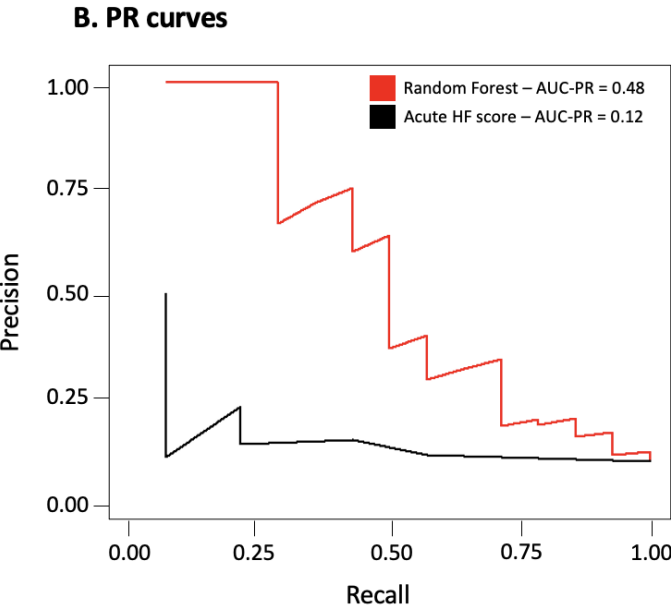 B. PR curves
Random Forest – AUC-PR = 0.48
Acute HF score – AUC-PR = 0.12
Precision
1.00
0.75
0.50
0.25
0.00
0.00 0.25 0.50 0.75 1.00
Recall